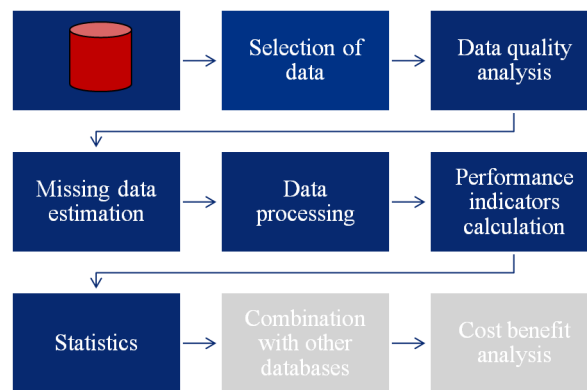 Selection of
data
Data quality
analysis
Missing data
estimation
Data
processing
Performance
indicators
calculation
Statistics
Combination
with other
databases
Cost benefit
analysis